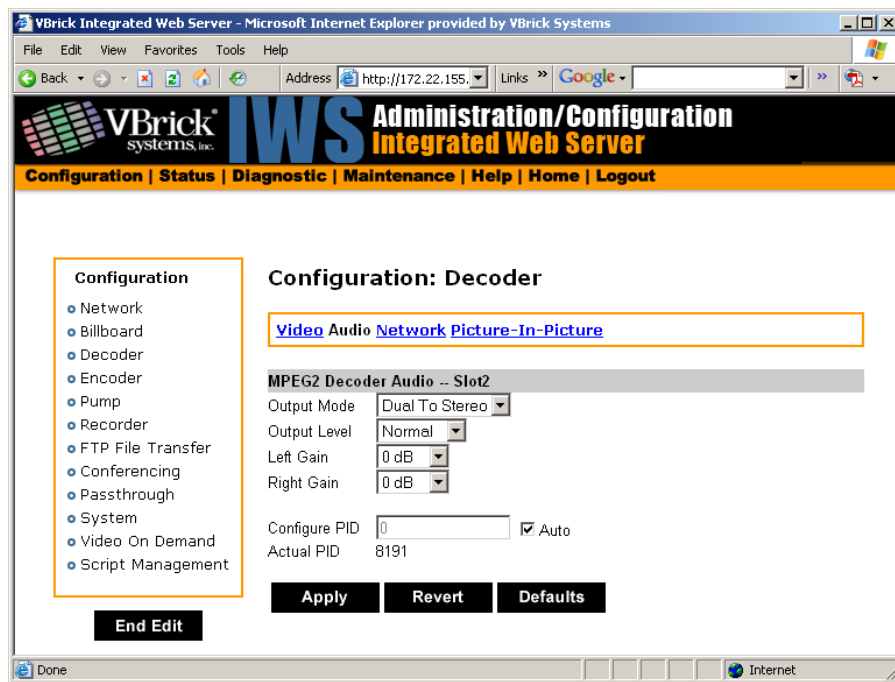 VBrick Integrated Web Server - Microsoft Internet Explorer provided by VBrick Systems
File Edit View Favorites Tools Help
Back Address http://172.22.155. Links » Google »
VBrick systems, inc. IWS Administration/Configuration
Integrated Web Server
Configuration | Status | Diagnostic | Maintenance | Help | Home | Logout
Configuration
Network
Billboard
Decoder
Encoder
Pump
Recorder
FTP File Transfer
Conferencing
Passthrough
System
Video On Demand
Script Management
End Edit
Configuration: Decoder
Video Audio Network Picture-In-Picture
MPEG2 Decoder Audio -- Slot2
Output Mode Dual To Stereo
Output Level Normal
Left Gain 0 dB
Right Gain 0 dB
Configure PID 0 Auto
Actual PID 8191
Apply Revert Defaults
Done Internet